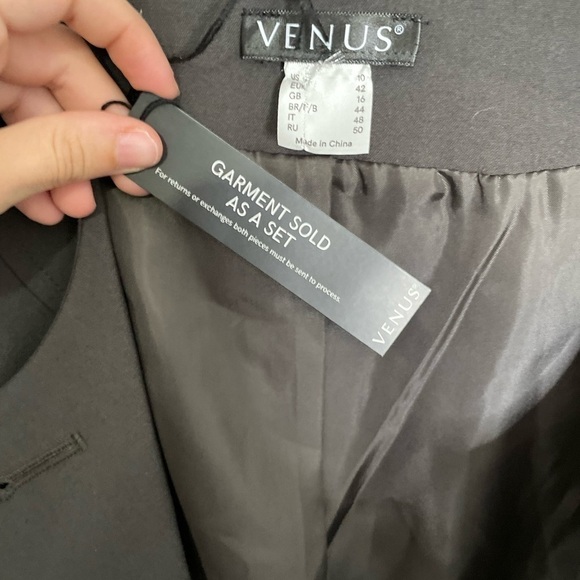 VENUS®
US 10
EUR 42
GB 16
BR/P/B 44
IT 48
RU 50
Made in China
GARMENT SOLD
AS A SET
For returns or exchanges both pieces must be sent to process.
VENUS®